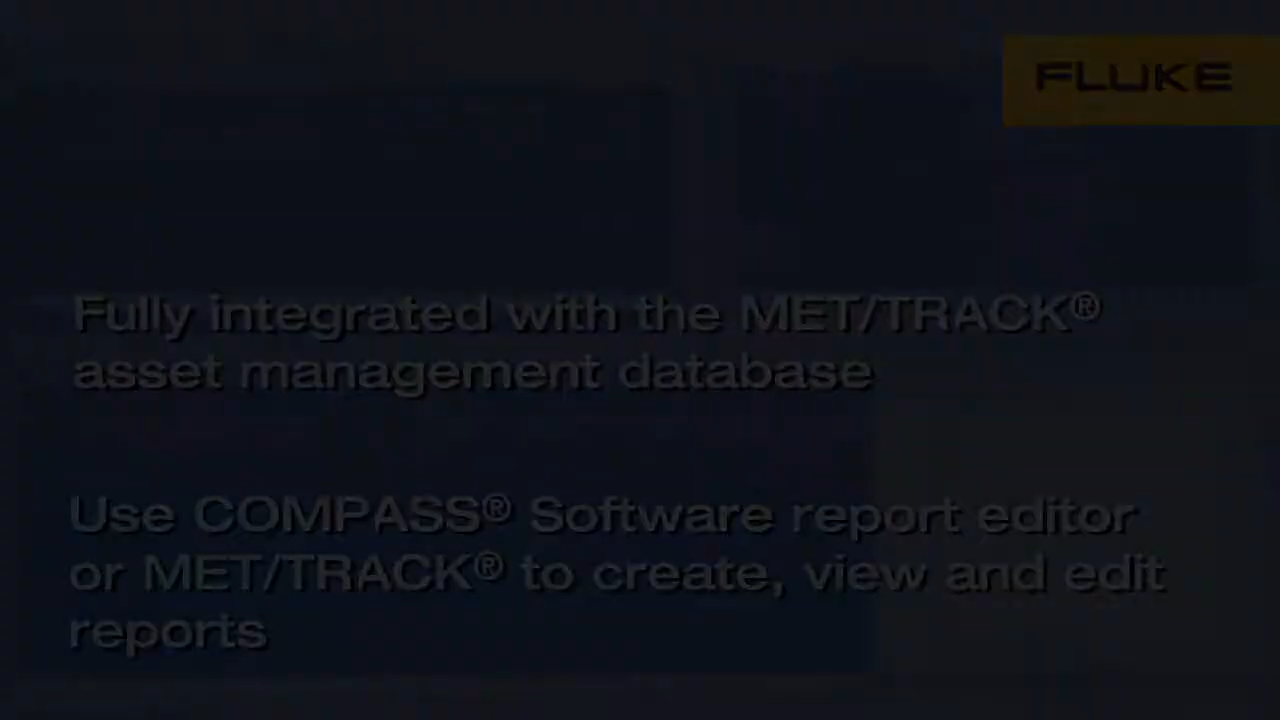 FLUKE
Fully integrated with the MET/TRACK®
asset management database
Use COMPASS® Software report editor
or MET/TRACK® to create, view and edit
reports